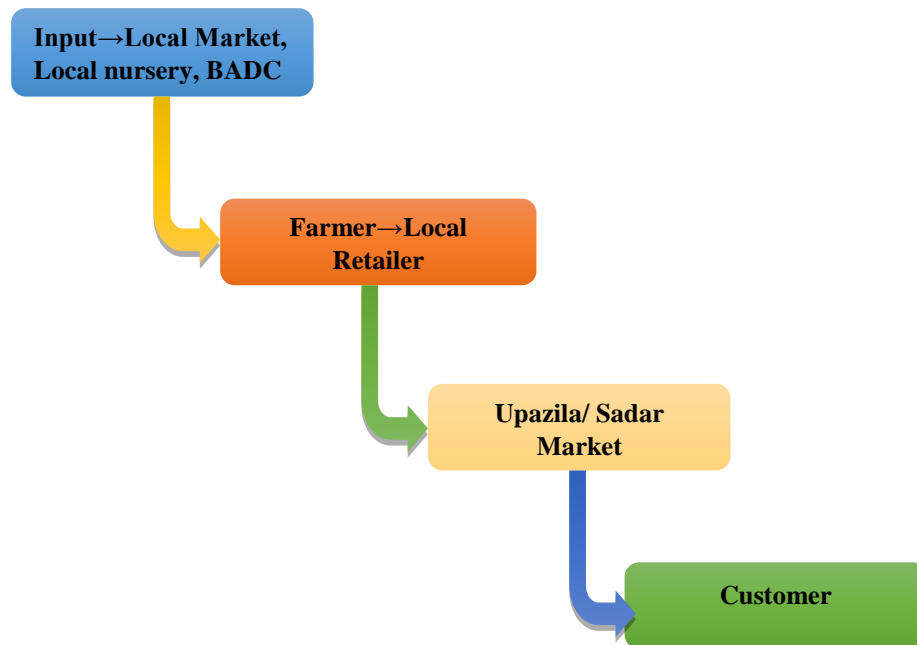 Input→Local Market,
Local nursery, BADC
Farmer→Local
Retailer
Upazila/ Sadar
Market
Customer